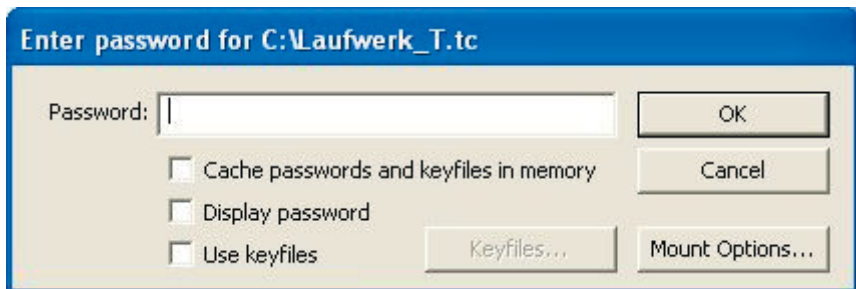 Enter password for C:\Laufwerk_T.tc
Password: OK
Cache passwords and keyfiles in memory Cancel
Display password
Use keyfiles Keyfiles... Mount Options...